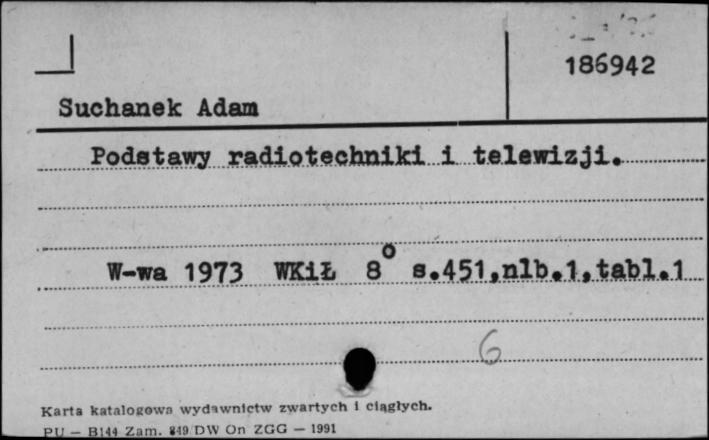 186942
Suchanek Adam
Podstawy radiotechniki i telewizji.
W-wa 1973 WKiŁ 8° s.451,nlb.1,tabl.1
6
Karta katalogowa wydawnictw zwartych i ciągłych.
PU — B144 Zam. 849 DW On ZGG — 1991